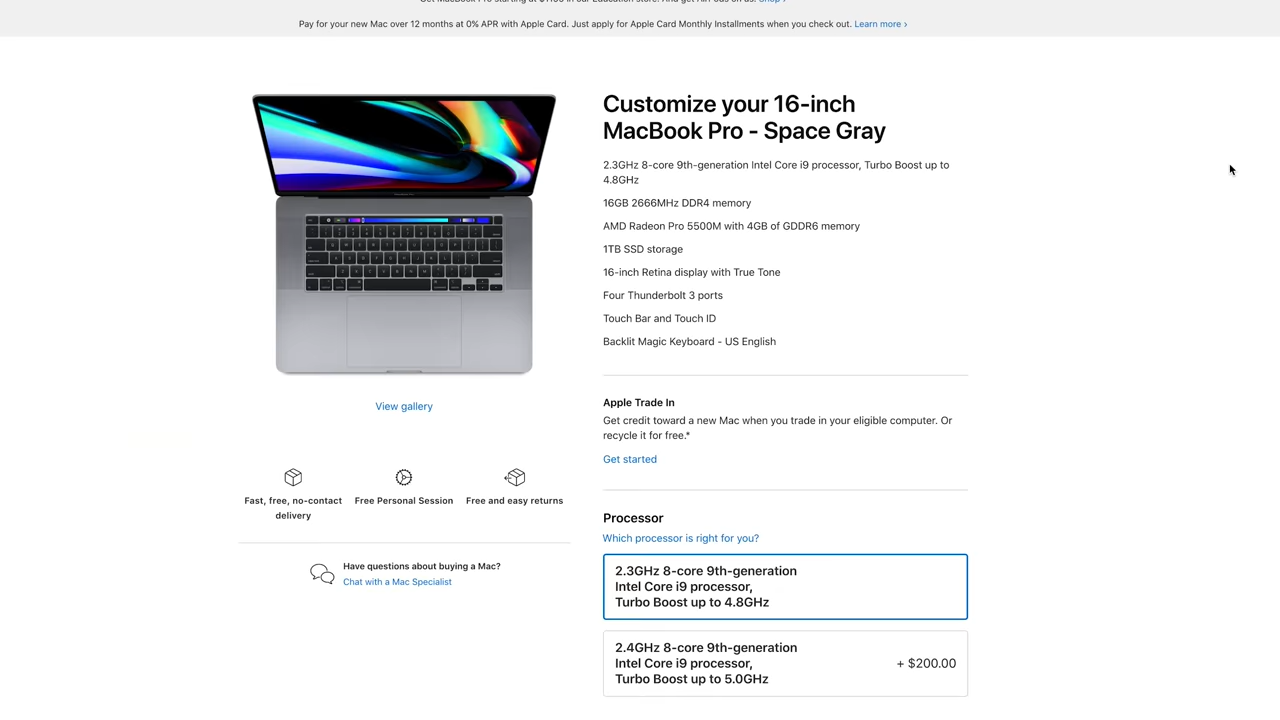 Pay for your new Mac over 12 months at 0% APR with Apple Card. Just apply for Apple Card Monthly Installments when you check out. Learn more ›
Customize your 16-inch
MacBook Pro - Space Gray
2.3GHz 8-core 9th-generation Intel Core i9 processor, Turbo Boost up to
4.8GHz
16GB 2666MHz DDR4 memory
AMD Radeon Pro 5500M with 4GB of GDDR6 memory
1TB SSD storage
16-inch Retina display with True Tone
Four Thunderbolt 3 ports
Touch Bar and Touch ID
Backlit Magic Keyboard - US English
View gallery
Fast, free, no-contact
delivery
Free Personal Session
Free and easy returns
Have questions about buying a Mac?
Chat with a Mac Specialist
Apple Trade In
Get credit toward a new Mac when you trade in your eligible computer. Or
recycle it for free.*
Get started
Processor
Which processor is right for you?
2.3GHz 8-core 9th-generation
Intel Core i9 processor,
Turbo Boost up to 4.8GHz
2.4GHz 8-core 9th-generation
Intel Core i9 processor,
Turbo Boost up to 5.0GHz
+ $200.00